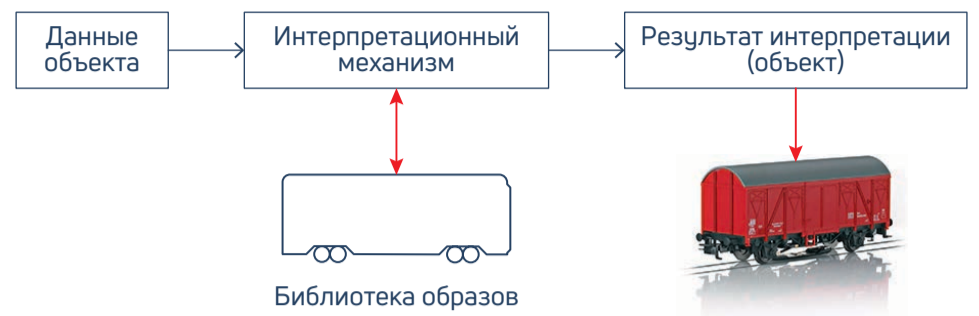 Данные
объекта
Интерпретационный
механизм
Результат интерпретации
(объект)
Библиотека образов